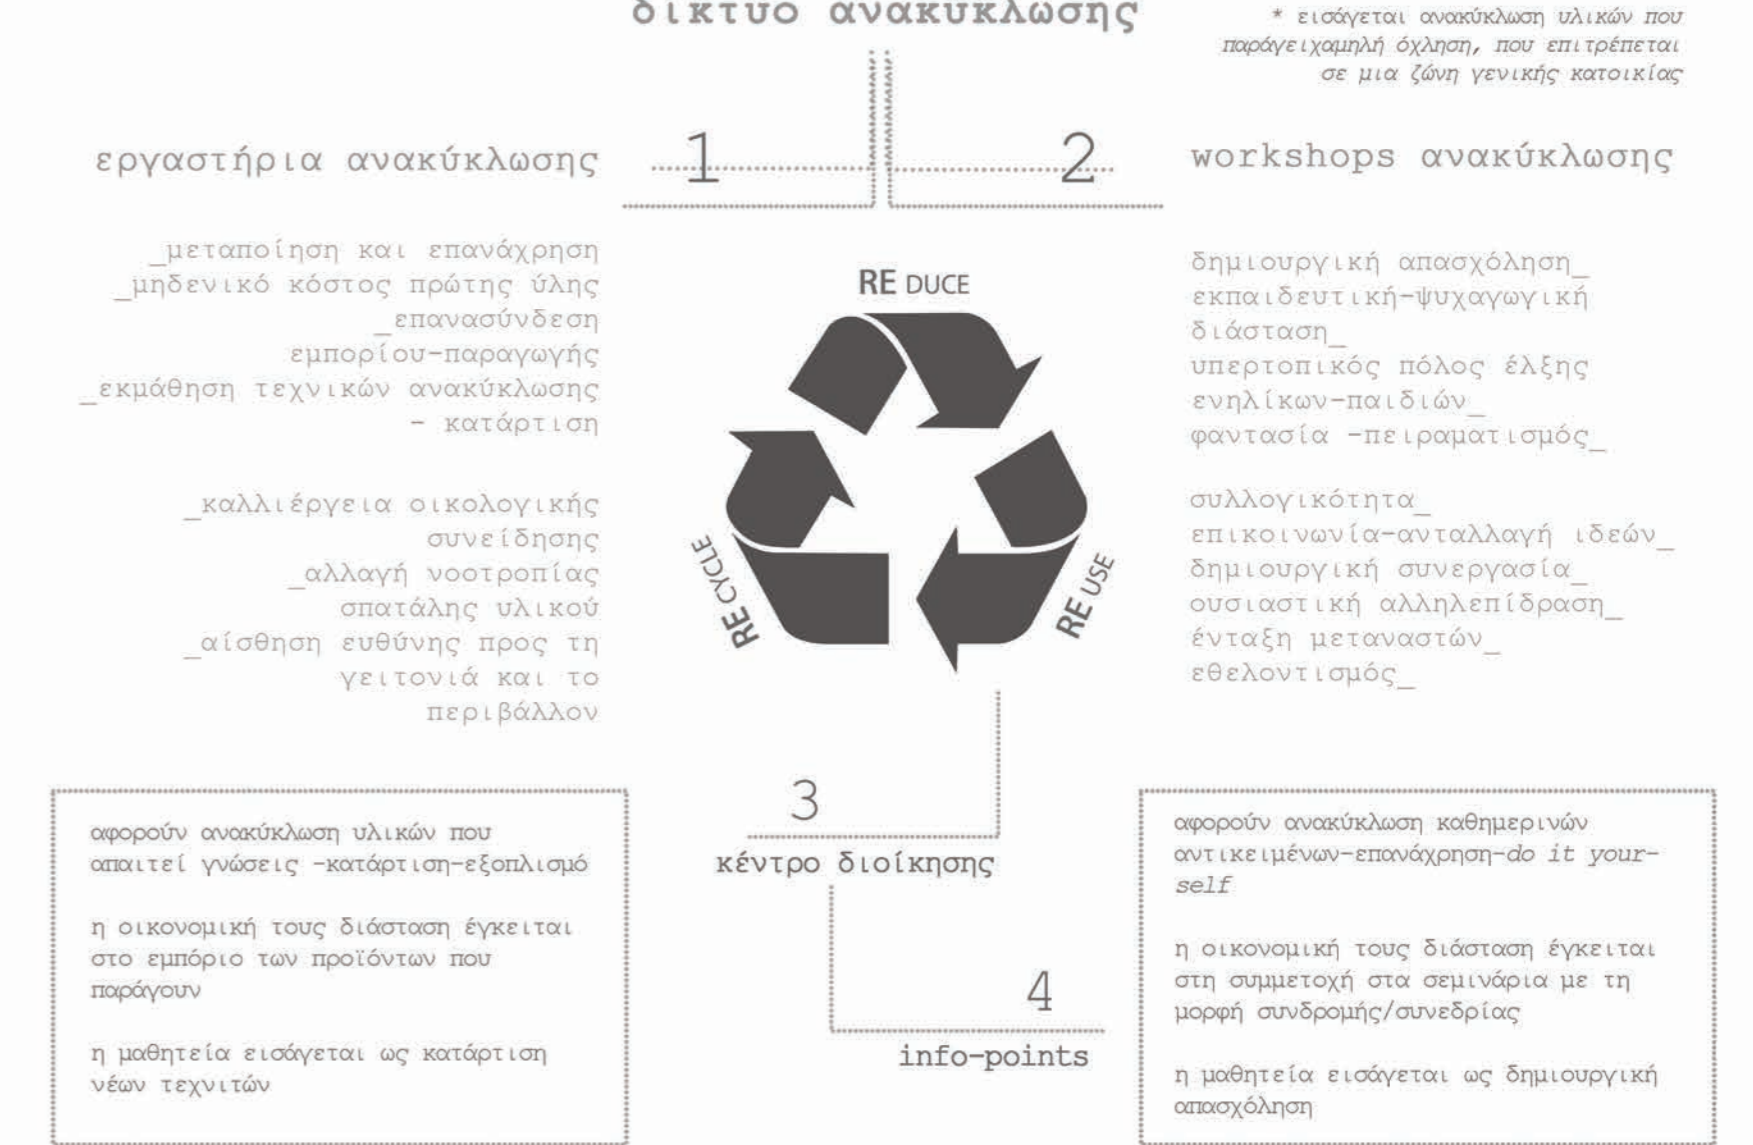 δίκτυο ανακύκλωσης
* εισάγεται ανακύκλωση υλικών που
παράγειχαμηλή όχληση, που επιτρέπεται
σε μια ζώνη γενικής κατοικίας
1
2
εργαστήρια ανακύκλωσης
_μεταποίηση και επανάχρηση
_μηδενικό κόστος πρώτης ύλης
_επανασύνδεση
εμπορίου-παραγωγής
_εκμάθηση τεχνικών ανακύκλωσης
- κατάρτιση
_καλλιέργεια οικολογικής
συνείδησης
_αλλαγή νοοτροπίας
σπατάλης υλικού
_αίσθηση ευθύνης προς τη
γειτονιά και το
περιβάλλον
workshops ανακύκλωσης
δημιουργική απασχόληση_
εκπαιδευτική-ψυχαγωγική
διάσταση_
υπερτοπικός πόλος έλξης
ενηλίκων-παιδιών_
φαντασία -πειραματισμός_
συλλογικότητα_
επικοινωνία-ανταλλαγή ιδεών_
δημιουργική συνεργασία_
ουσιαστική αλληλεπίδραση_
ένταξη μεταναστών_
εθελοντισμός_
RE DUCE
RE CYCLE
RE USE
3
κέντρο διοίκησης
4
info-points
αφορούν ανακύκλωση υλικών που
απαιτεί γνώσεις -κατάρτιση-εξοπλισμό
η οικονομική τους διάσταση έγκειται
στο εμπόριο των προϊόντων που
παράγουν
η μαθητεία εισάγεται ως κατάρτιση
νέων τεχνιτών
αφορούν ανακύκλωση καθημερινών
αντικειμένων-επανάχρηση-do it your-
self
η οικονομική τους διάσταση έγκειται
στη συμμετοχή στα σεμινάρια με τη
μορφή συνδρομής/συνεδρίας
η μαθητεία εισάγεται ως δημιουργική
απασχόληση